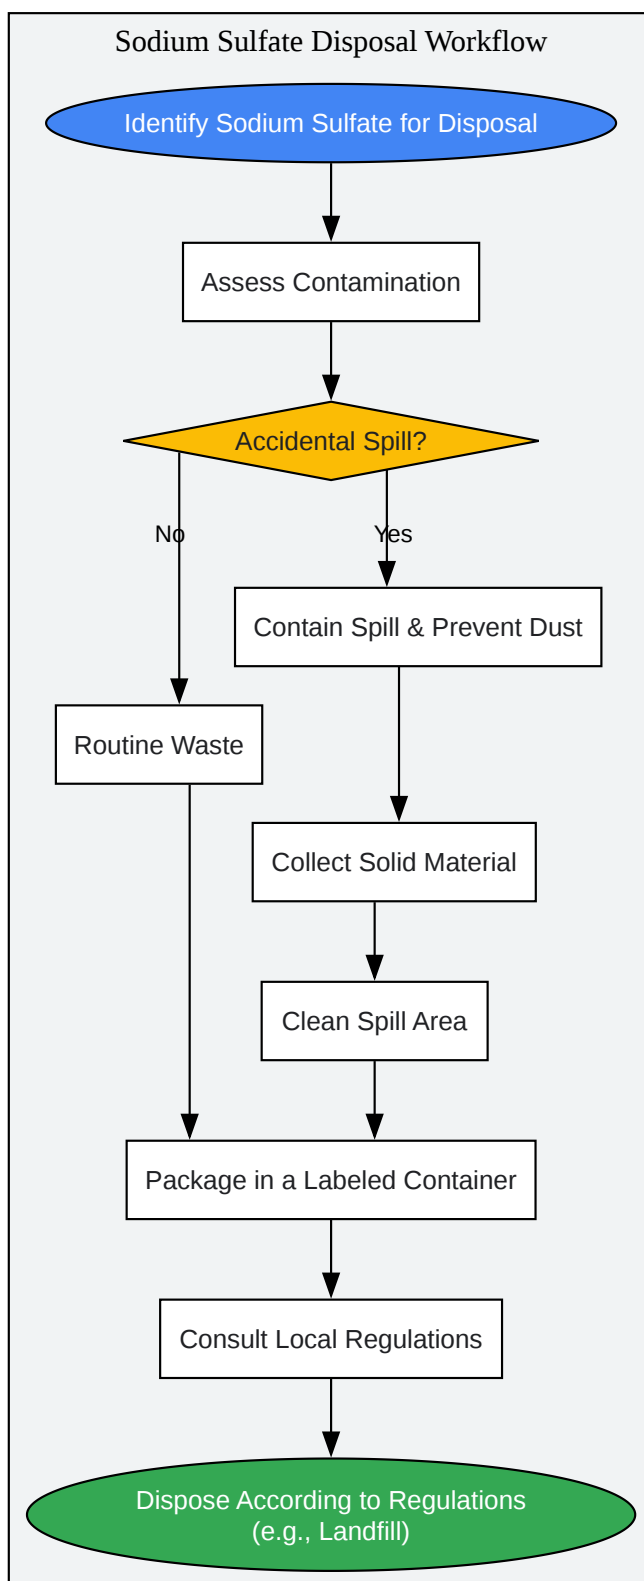 Sodium Sulfate Disposal Workflow
Identify Sodium Sulfate for Disposal
Assess Contamination
Accidental Spill?
No
Yes
Contain Spill & Prevent Dust
Routine Waste
Collect Solid Material
Clean Spill Area
Package in a Labeled Container
Consult Local Regulations
Dispose According to Regulations
(e.g., Landfill)